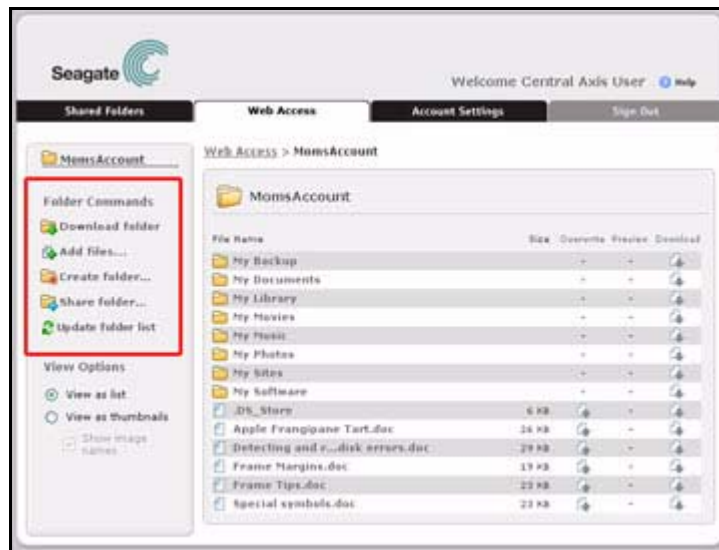 Seagate
Welcome Central Axis User Help
Shared Folders Web Access Account Settings Sign Out
MomsAccount
Web Access > MomsAccount
Folder Commands
Download folder
Add files...
Create folder...
Share folder...
Update folder list
View Options
View as list
View as thumbnails
Show image names
MomsAccount
File Name Size Overwrite Preview Download
My Backup - -
My Documents - -
My Library - -
My Movies - -
My Music - -
My Photos - -
My Sites - -
My Software - -
.DS_Store 6 KB -
Apple Frangipane Tart.doc 26 KB -
Detecting and r...disk errors.doc 29 KB -
Frame Margins.doc 19 KB -
Frame Tips.doc 23 KB -
Special symbols.doc 23 KB -